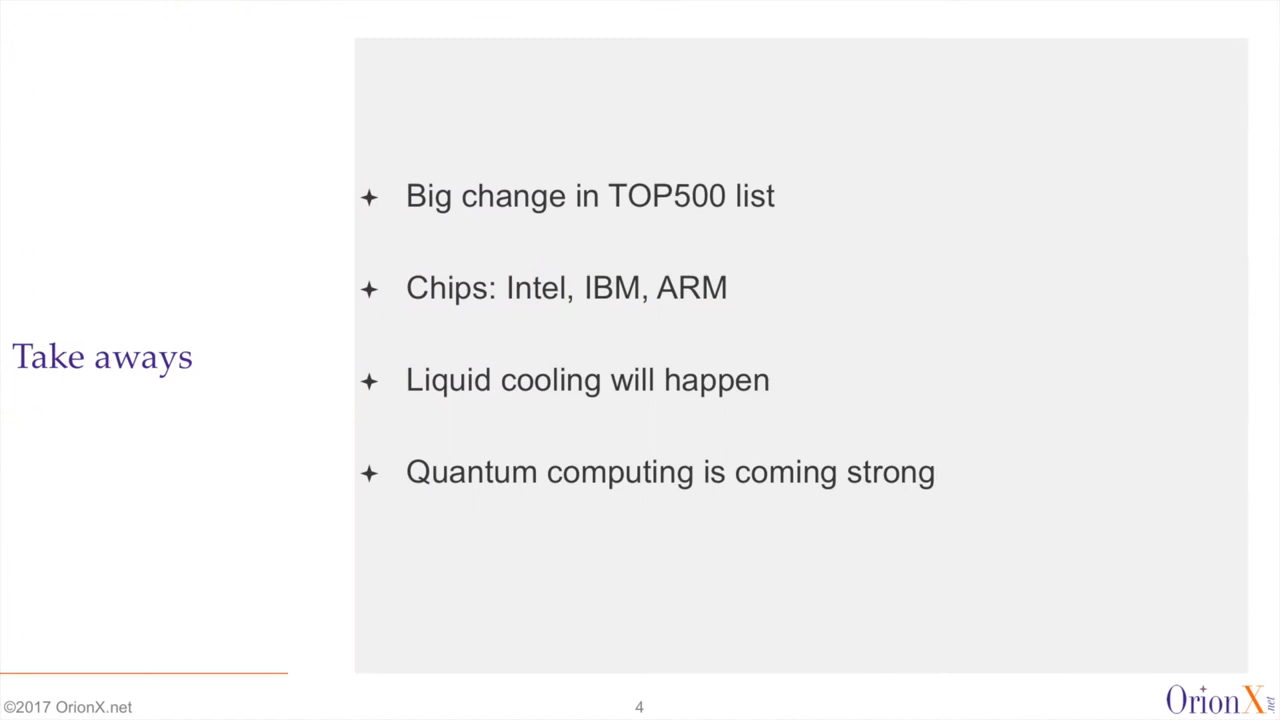 Take aways
Big change in TOP500 list
Chips: Intel, IBM, ARM
Liquid cooling will happen
Quantum computing is coming strong
©2017 OrionX.net
4
OrionX.net